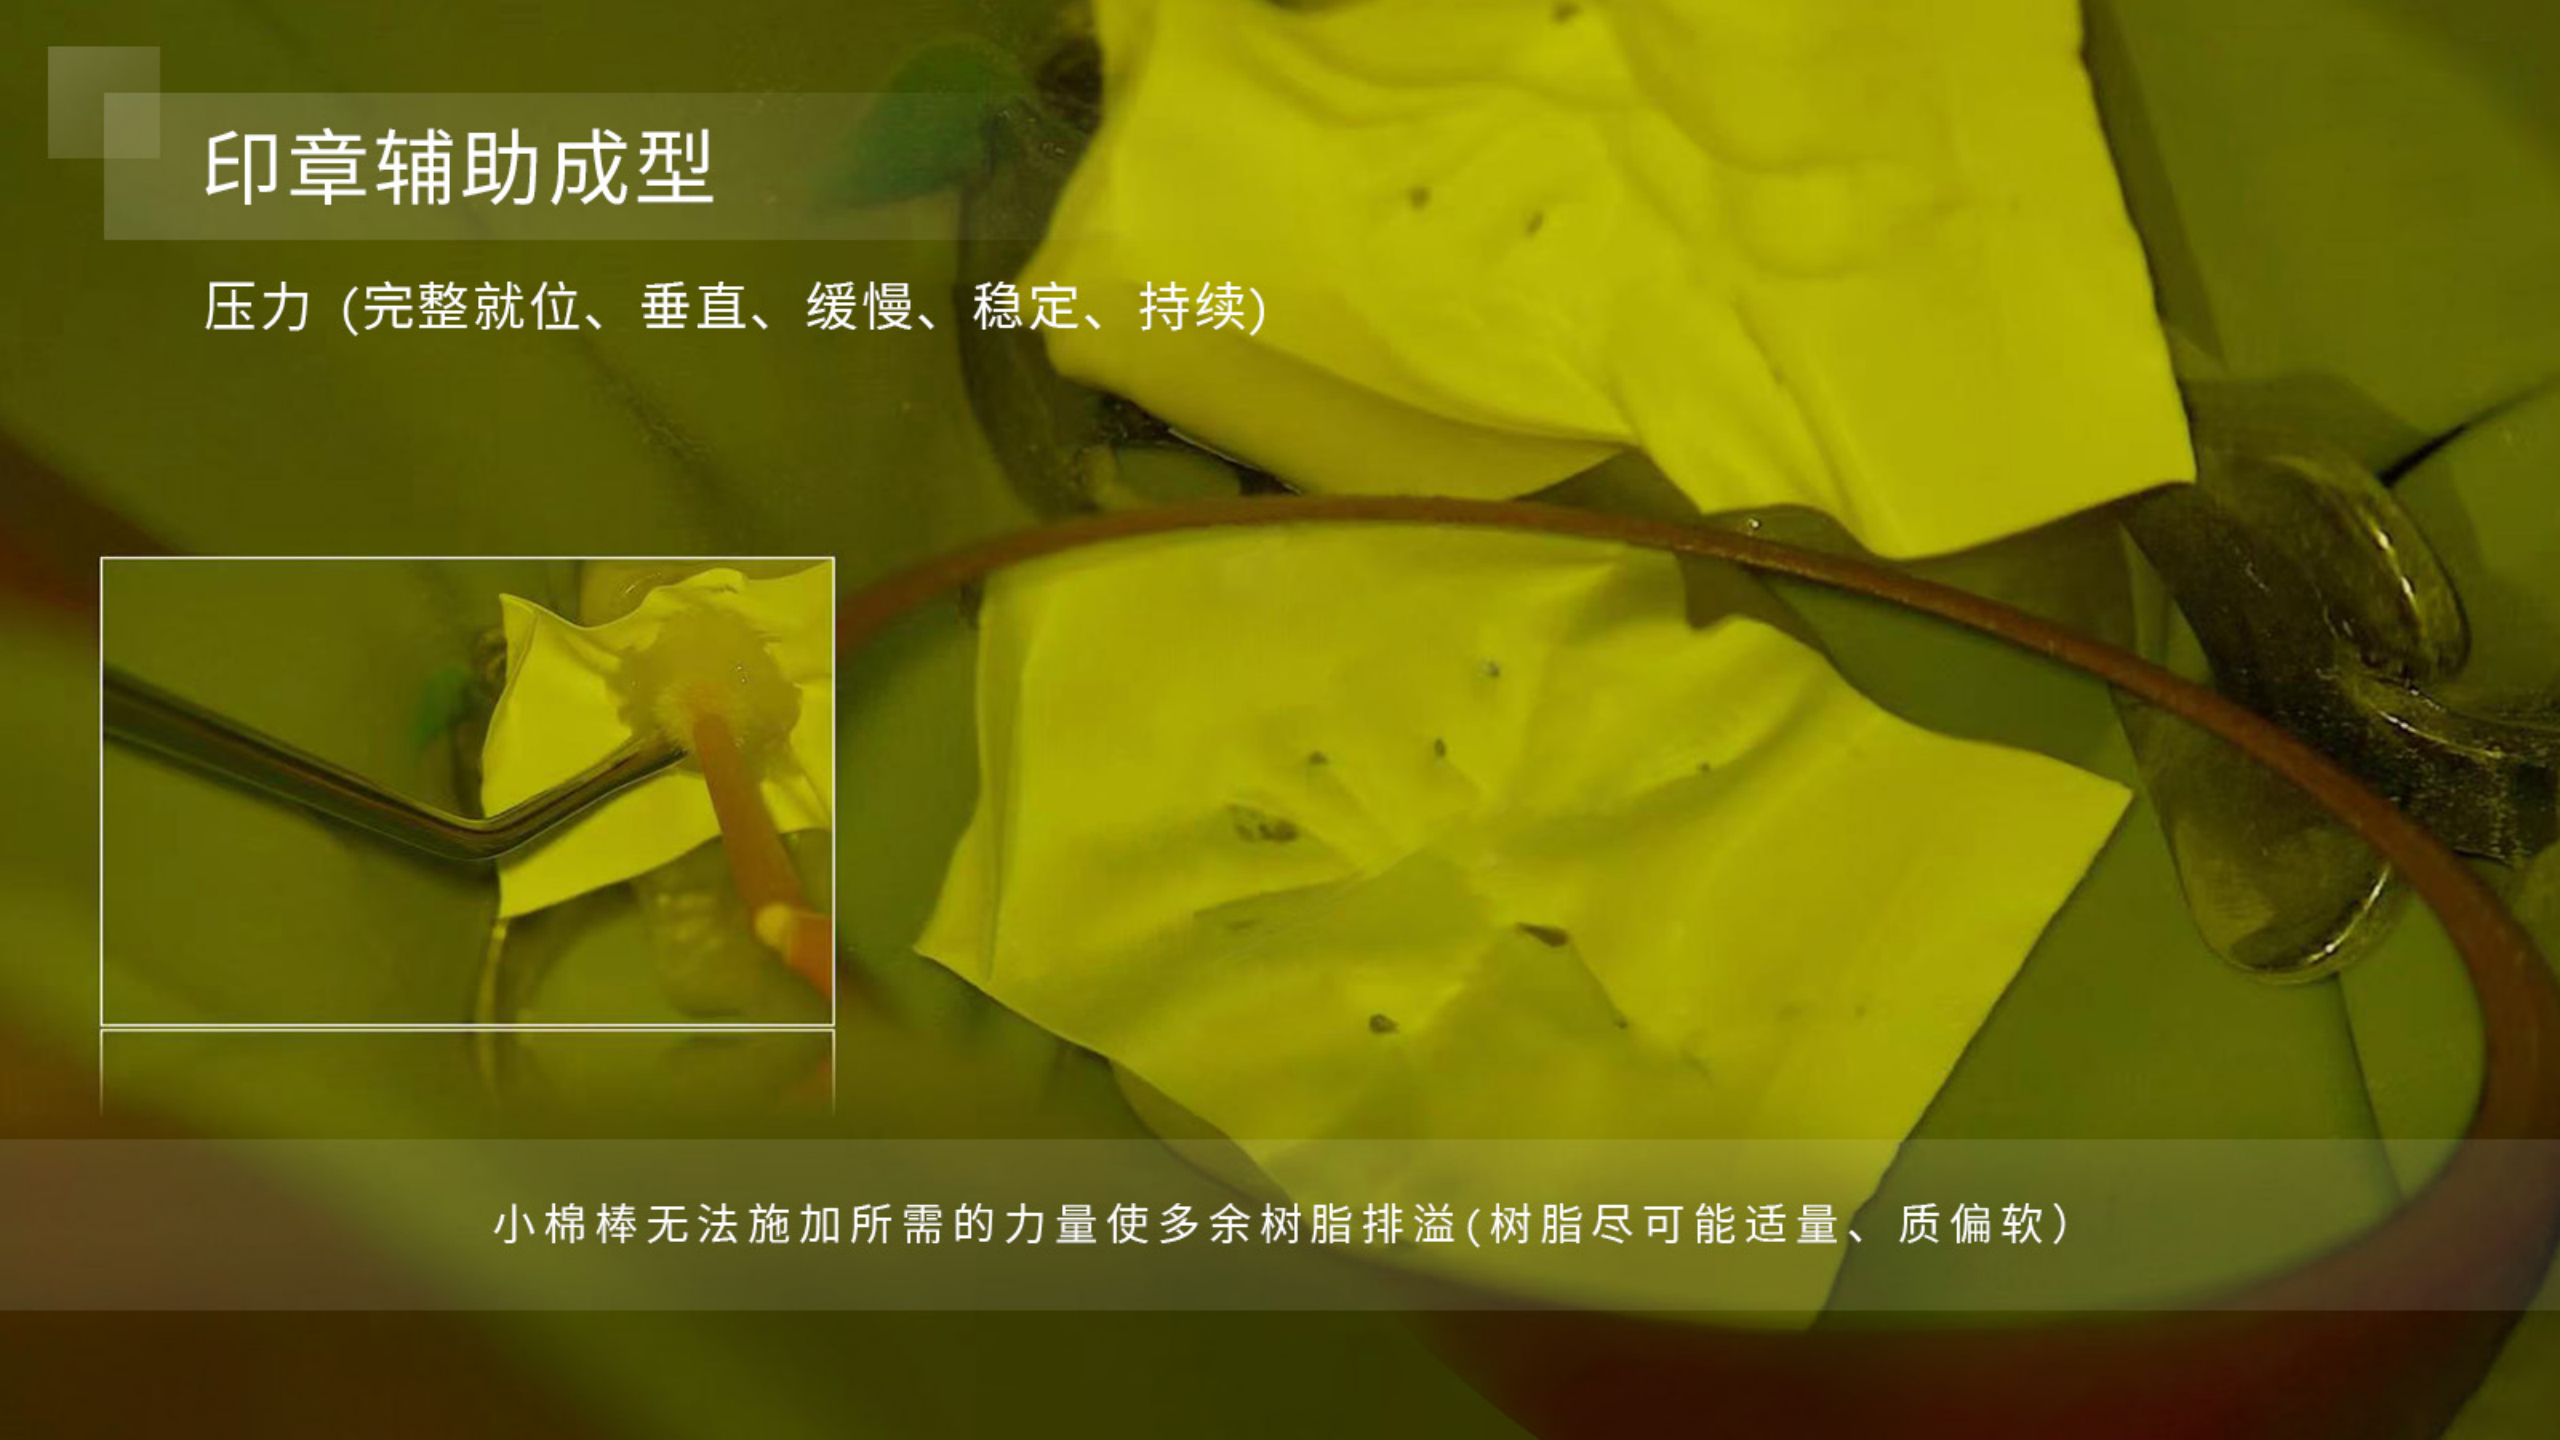 印章辅助成型
压力 (完整就位、垂直、缓慢、稳定、持续)
小棉棒无法施加所需的力量使多余树脂排溢(树脂尽可能适量、质偏软)